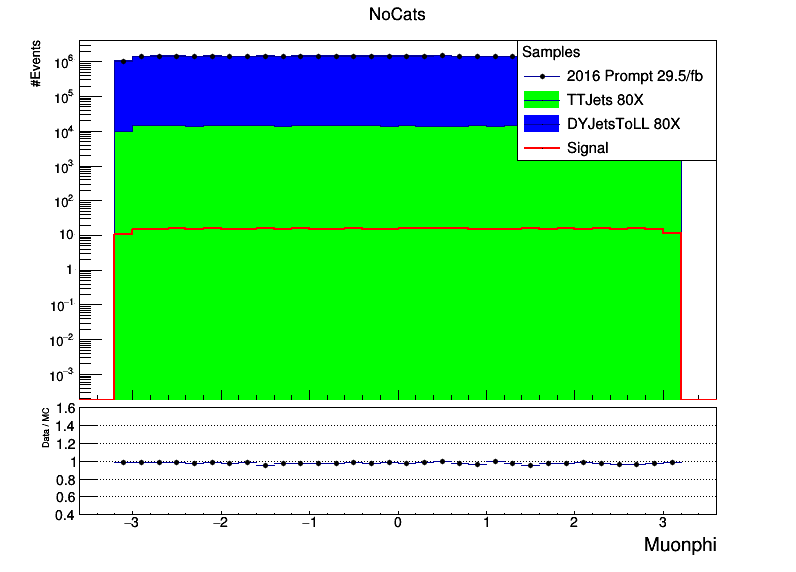 NoCats
#Events
10⁶
10⁵
10⁴
10³
10²
10
1
10⁻¹
10⁻²
10⁻³
Samples
2016 Prompt 29.5/fb
TTJets 80X
DYJetsToLL 80X
Signal
Data / MC
1.6
1.4
1.2
1
0.8
0.6
0.4
−3 −2 −1 0 1 2 3
Muonphi